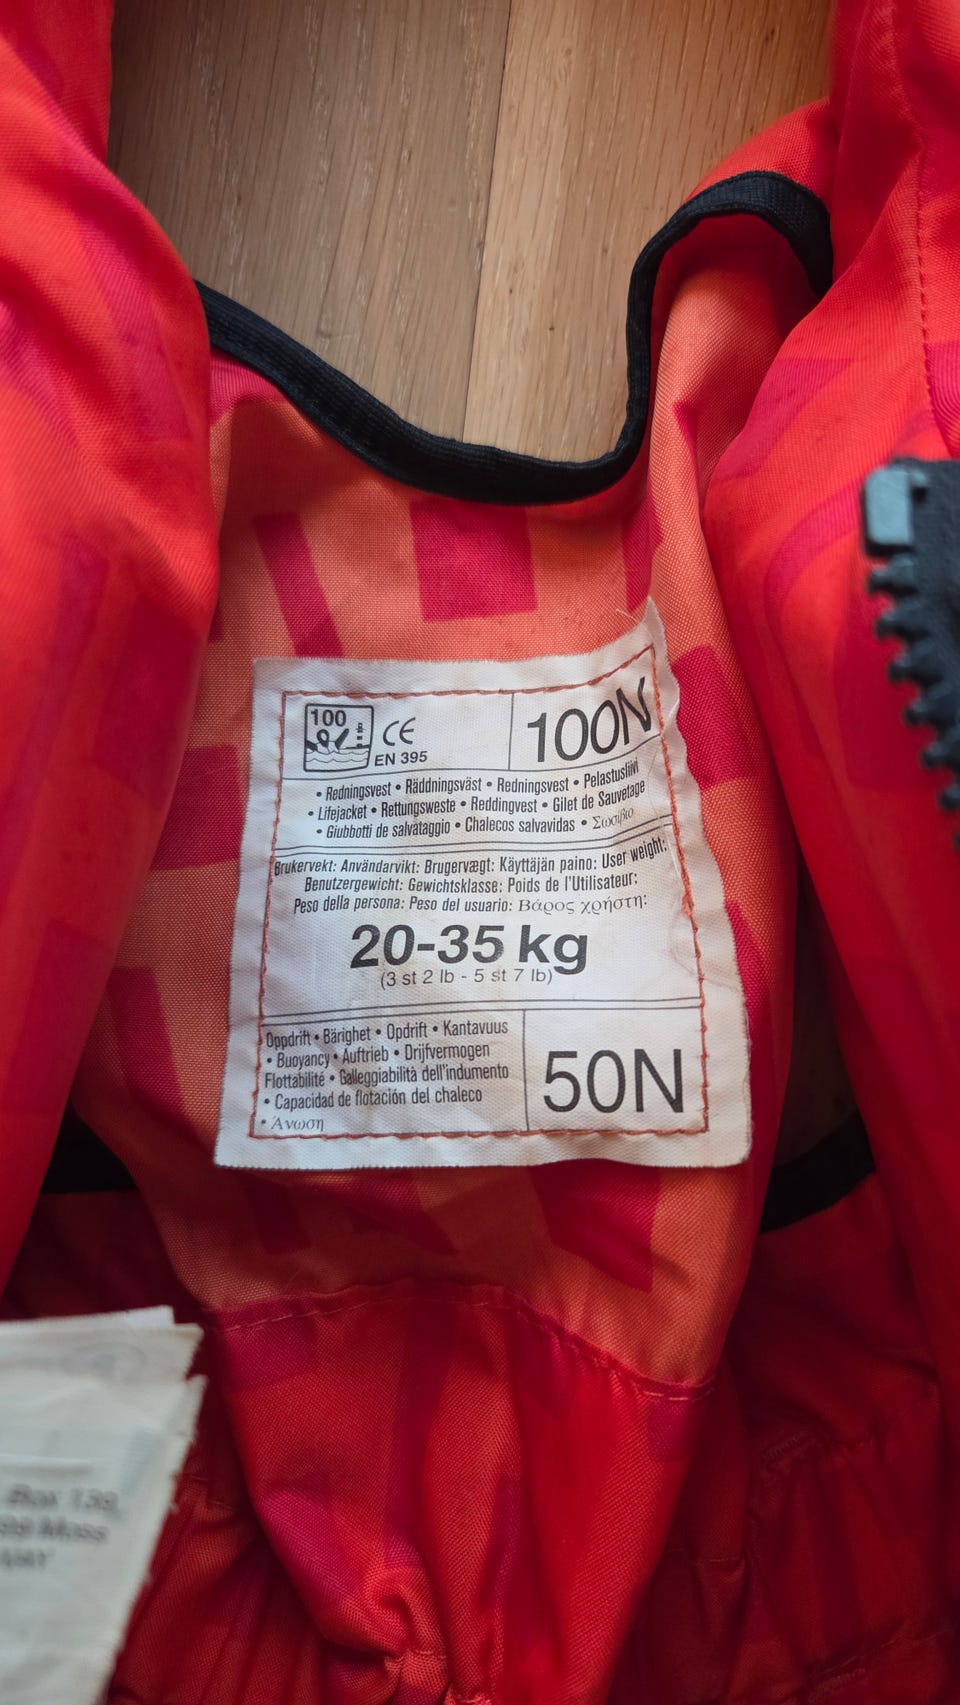 100
CE
EN 395
100N
• Redningsvest • Räddningsväst • Redningsvest • Pelastusliivi
• Lifejacket • Rettungsweste • Reddingvest • Gilet de Sauvetage
• Giubbotti de salvataggio • Chalecos salvavidas • Σωσίβιο
Brukervekt: Användarvikt: Brugervægt: Käyttäjän paino: User weight:
Benutzergewicht: Gewichtsklasse: Poids de l'Utilisateur:
Peso della persona: Peso del usuario: Βάρος χρήστη:
20-35 kg
(3 st 2 lb - 5 st 7 lb)
Oppdrift • Bärighet • Opdrift • Kantavuus
• Buoyancy • Auftrieb • Drijfvermogen
Flottabilité • Galleggiabilità dell'indumento
• Capacidad de flotación del chaleco
• Άνωση
50N
Box 139,
Moss